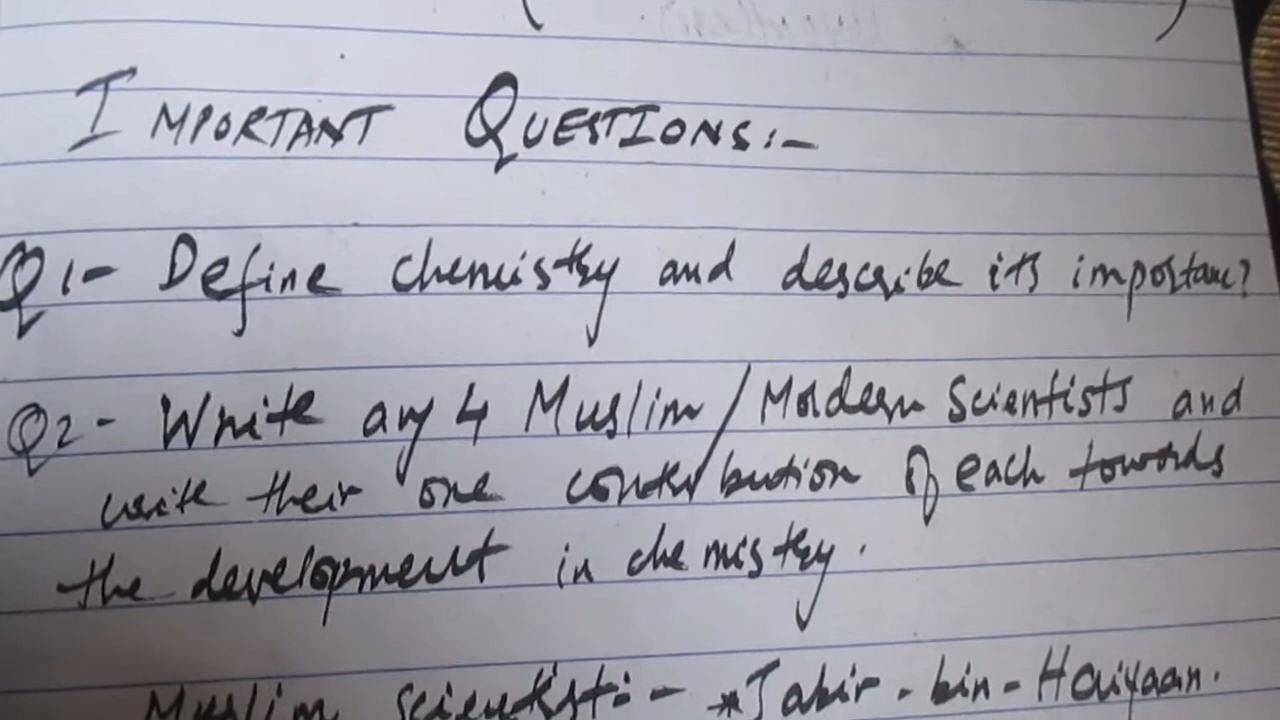 IMPORTANT QUESTIONS:-
Q1- Define chemistry and describe its importance?
Q2- Write any 4 Muslim/Modern Scientists and
write their one contribution of each towards
the development in chemistry.
Muslim Scientist:- *Jabir-bin-Haiyaan.